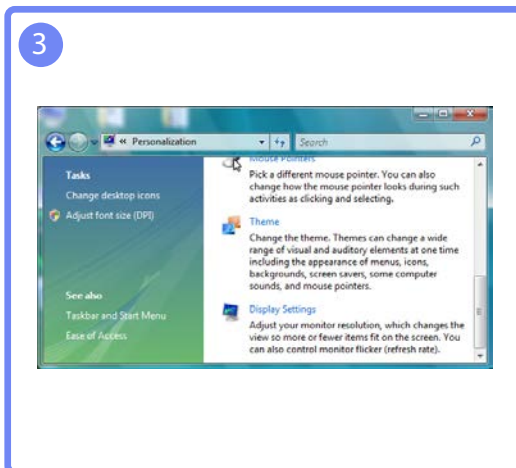 3
« Personalization
Search
Tasks
Change desktop icons
Adjust font size (DPI)
See also
Taskbar and Start Menu
Ease of Access
Mouse Pointers
Pick a different mouse pointer. You can also
change how the mouse pointer looks during such
activities as clicking and selecting.
Theme
Change the theme. Themes can change a wide
range of visual and auditory elements at one time
including the appearance of menus, icons,
backgrounds, screen savers, some computer
sounds, and mouse pointers.
Display Settings
Adjust your monitor resolution, which changes the
view so more or fewer items fit on the screen. You
can also control monitor flicker (refresh rate).